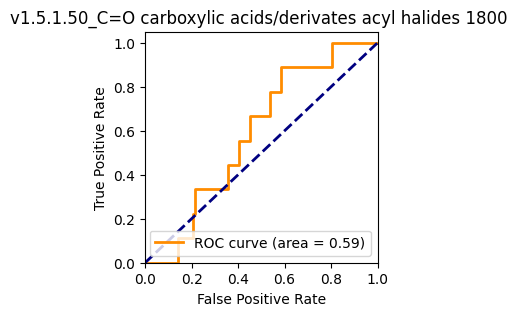 v1.5.1.50_C=O carboxylic acids/derivates acyl halides 1800
1.0
0.8
0.6
0.4
0.2
0.0
True Positive Rate
ROC curve (area = 0.59)
0.0 0.2 0.4 0.6 0.8 1.0
False Positive Rate